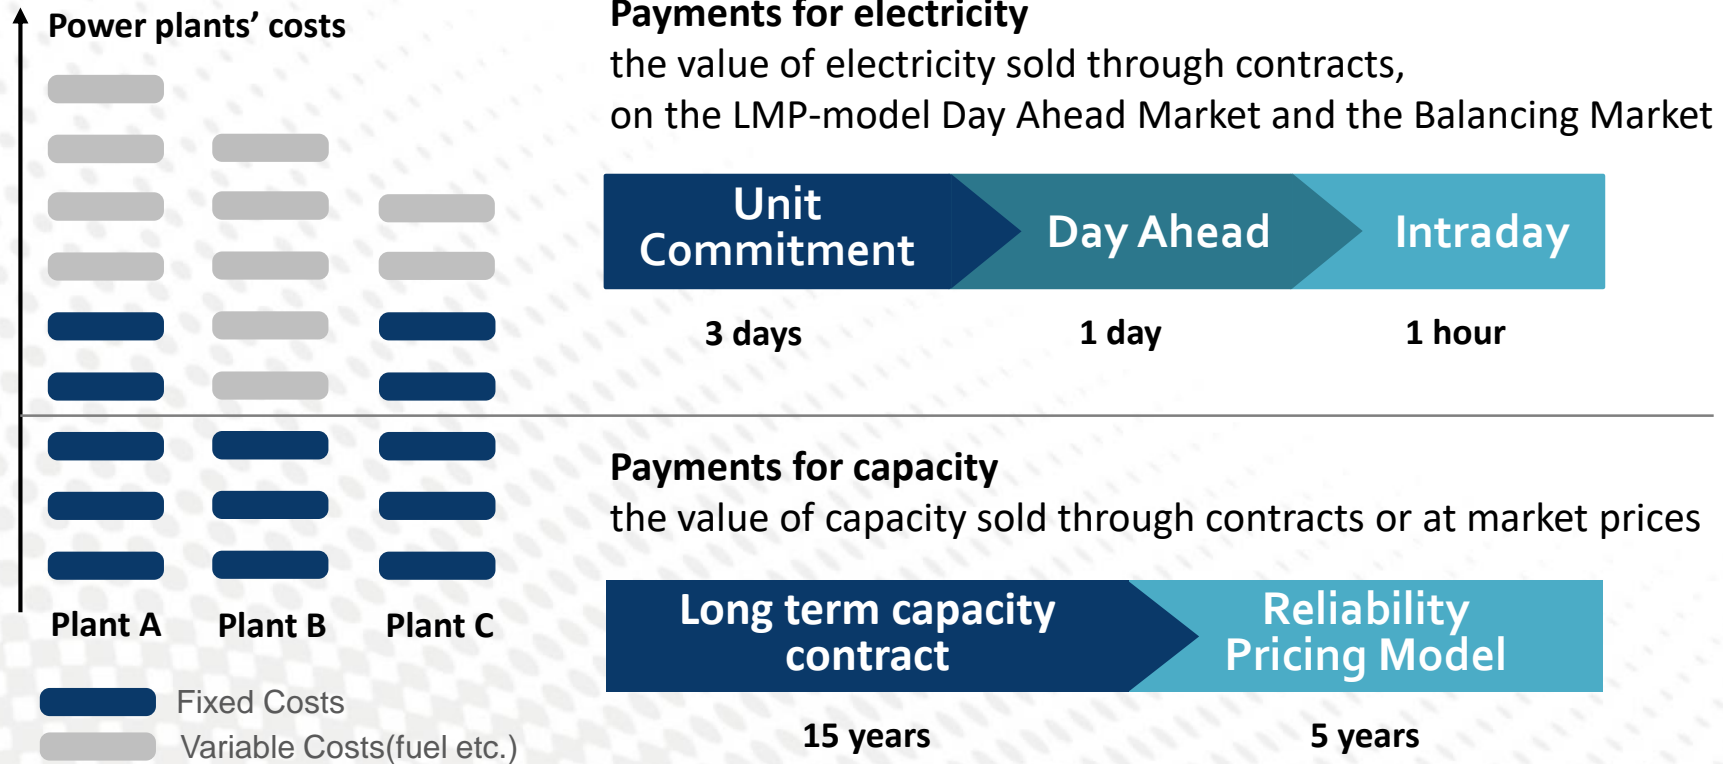 Power plants’ costs
Plant A
Plant B
Plant C
Fixed Costs
Variable Costs(fuel etc.)
Payments for electricity
the value of electricity sold through contracts,
on the LMP-model Day Ahead Market and the Balancing Market
Unit
Commitment
Day Ahead
Intraday
3 days
1 day
1 hour
Payments for capacity
the value of capacity sold through contracts or at market prices
Long term capacity
contract
Reliability
Pricing Model
15 years
5 years